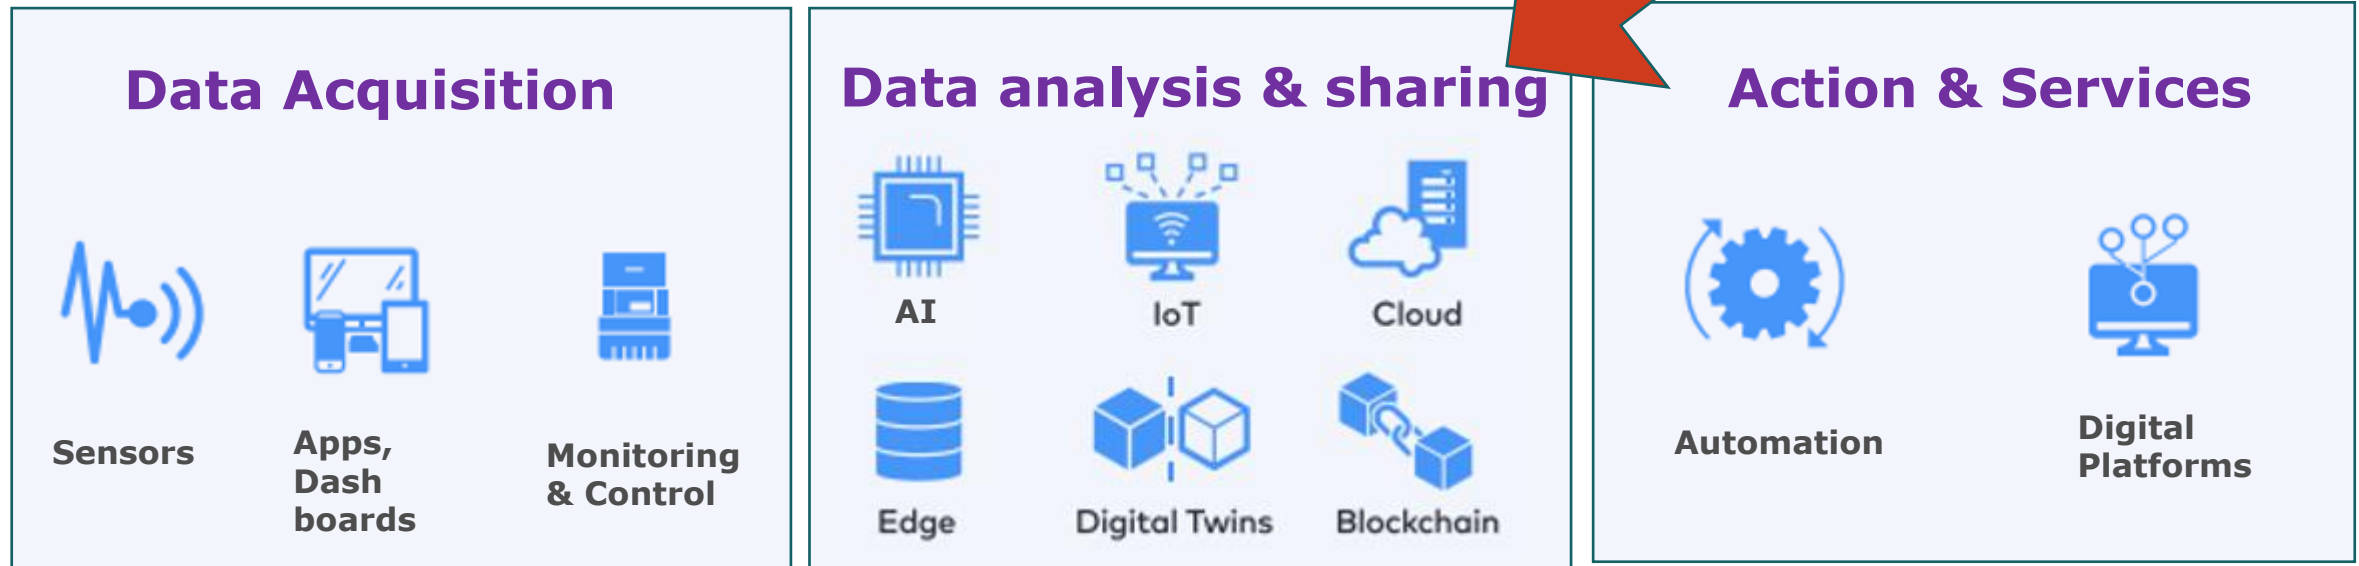 Data Acquisition
Sensors
Apps,
Dash
boards
Monitoring
& Control
Data analysis & sharing
AI
IoT
Cloud
Edge
Digital Twins
Blockchain
Action & Services
Automation
Digital
Platforms